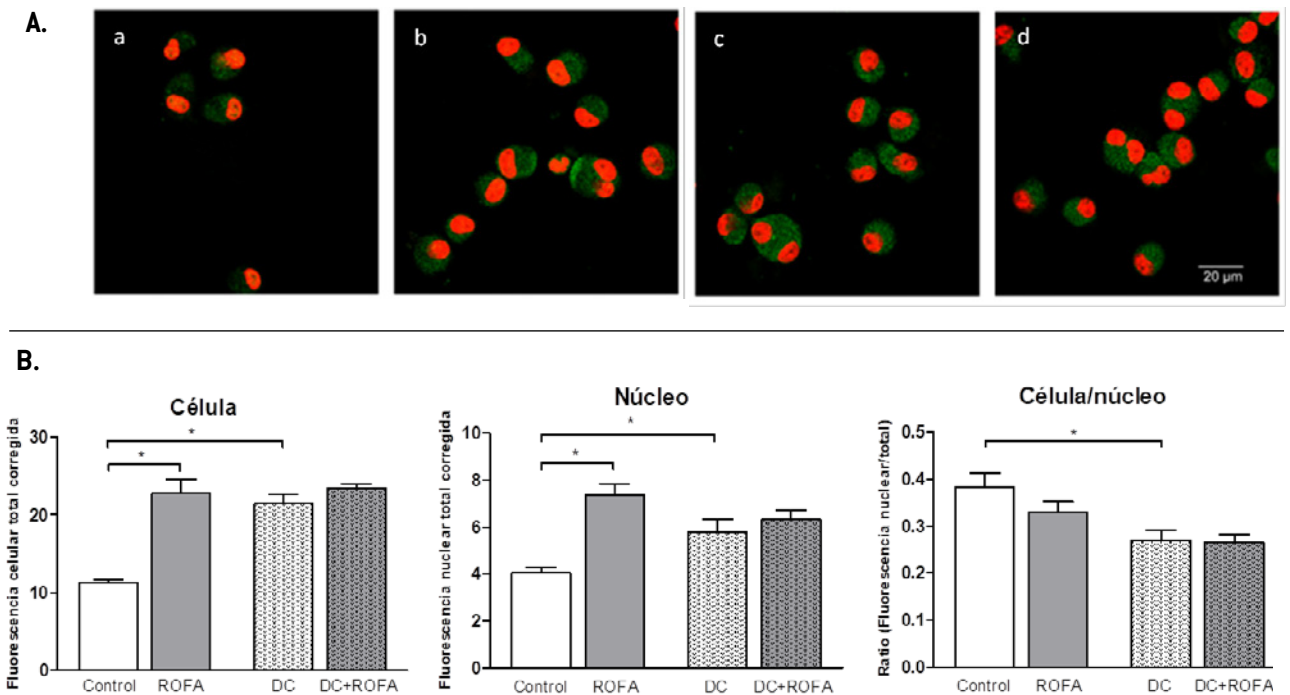 A.
a
b
c
d
20 µm
B.
Célula
Fluorescencia celular total corregida
30
20
10
0
*
*
Control ROFA DC DC+ROFA
Núcleo
Fluorescencia nuclear total corregida
10
8
6
4
2
0
*
*
Control ROFA DC DC+ROFA
Célula/núcleo
Ratio (Fluorescencia nuclear/total)
0.5
0.4
0.3
0.2
0.1
0.0
*
Control ROFA DC DC+ROFA